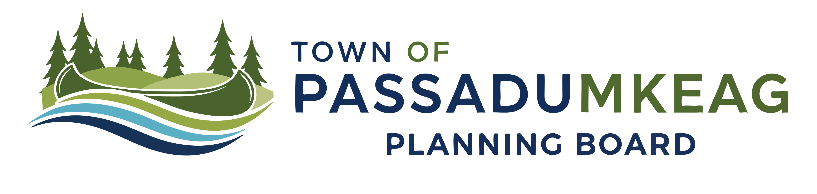 TOWN OF
PASSADUMKEAG
PLANNING BOARD